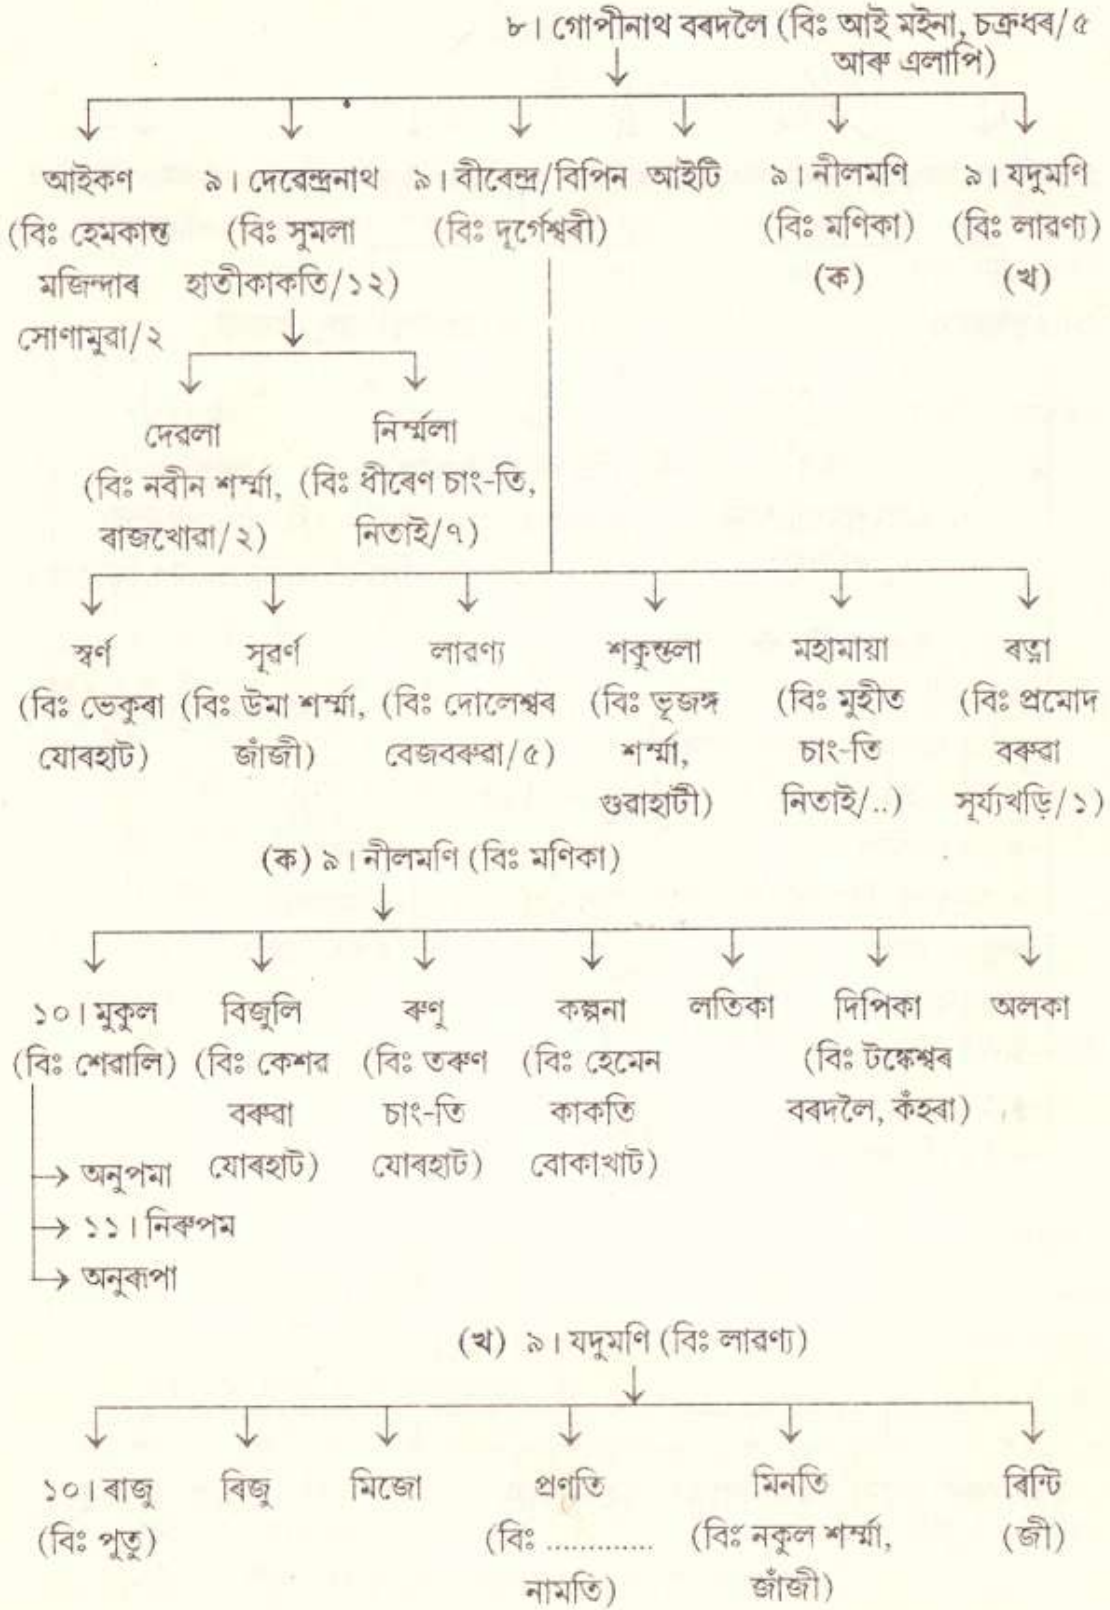 ৮। গোপীনাথ বৰদলৈ (বিঃ আই মইনা, চক্ৰধৰ/৫
আৰু এলাপি)
আইকণ ৯। দেৱেন্দ্ৰনাথ ৯। বীৰেন্দ্ৰ/বিপিন আইটি ৯। নীলমণি ৯। যদুমণি
(বিঃ হেমকান্ত (বিঃ সুমলা (বিঃ দূৰ্গেশ্বৰী) (বিঃ মণিকা) (বিঃ লাৱণ্য)
মজিন্দাৰ হাতীকাকতি/১২) (ক) (খ)
সোণামুৱা/২
দেৱলা নিৰ্ম্মলা
(বিঃ নবীন শৰ্ম্মা, (বিঃ ধীৰেণ চাং-তি,
ৰাজখোৱা/২) নিতাই/৭)
স্বৰ্ণ সূৱৰ্ণ লাৱণ্য শকুন্তলা মহামায়া ৰত্না
(বিঃ ভেকুৰা (বিঃ উমা শৰ্ম্মা, (বিঃ দোলেশ্বৰ (বিঃ ভূজঙ্গ (বিঃ মুহীত (বিঃ প্ৰমোদ
যোৰহাট) জাঁজী) বেজবৰুৱা/৫) শৰ্ম্মা, চাং-তি বৰুৱা
গুৱাহাটী) নিতাই/..) সূৰ্য্যখড়ি/১)
(ক) ৯। নীলমণি (বিঃ মণিকা)
১০। মুকুল বিজুলি ৰুণু কল্পনা লতিকা দিপিকা অলকা
(বিঃ শেৱালি) (বিঃ কেশৱ (বিঃ তৰুণ (বিঃ হেমেন (বিঃ টঙ্কেশ্বৰ
বৰুৱা চাং-তি কাকতি বৰদলৈ, কঁহৰা)
যোৰহাট) যোৰহাট) বোকাখাট)
অনুপমা
১১। নিৰুপম
অনুৰূপা
(খ) ৯। যদুমণি (বিঃ লাৱণ্য)
১০। ৰাজু ৰিজু মিজো প্ৰণতি মিনতি ৰিন্টি
(বিঃ পুতু) (বিঃ ............. (বিঃ নকুল শৰ্ম্মা, (জী)
নামতি) জাঁজী)